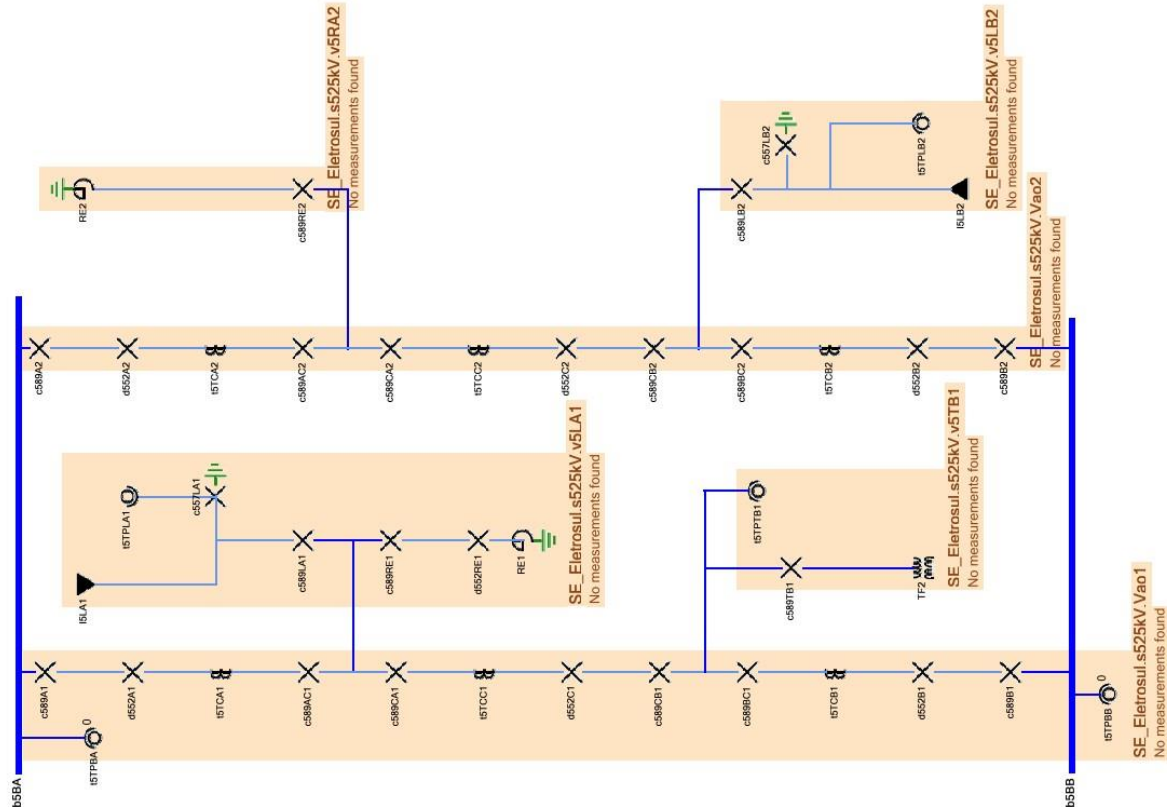 b5BB
b5BA
t5TPBB
0
t5TPBA
0
c589B1
d552B1
t5TCB1
c589BC1
c589CB1
d552C1
t5TCC1
c589CA1
c589AC1
t5TCA1
d552A1
c589A1
SE_Eletrosul.s525kV.Vao1
No measurements found
TF2
c589TB1
t5TPTB1
SE_Eletrosul.s525kV.v5TB1
No measurements found
l5LA1
RE1
d552RE1
c589RE1
c589LA1
c557LA1
t5TPLA1
SE_Eletrosul.s525kV.v5LA1
No measurements found
c589B2
d552B2
t5TCB2
c589BC2
c589CB2
d552C2
t5TCC2
c589CA2
c589AC2
t5TCA2
d552A2
c589A2
SE_Eletrosul.s525kV.Vao2
No measurements found
l5LB2
c589LB2
c557LB2
t5TPLB2
SE_Eletrosul.s525kV.v5LB2
No measurements found
c589RE2
RE2
SE_Eletrosul.s525kV.v5RA2
No measurements found